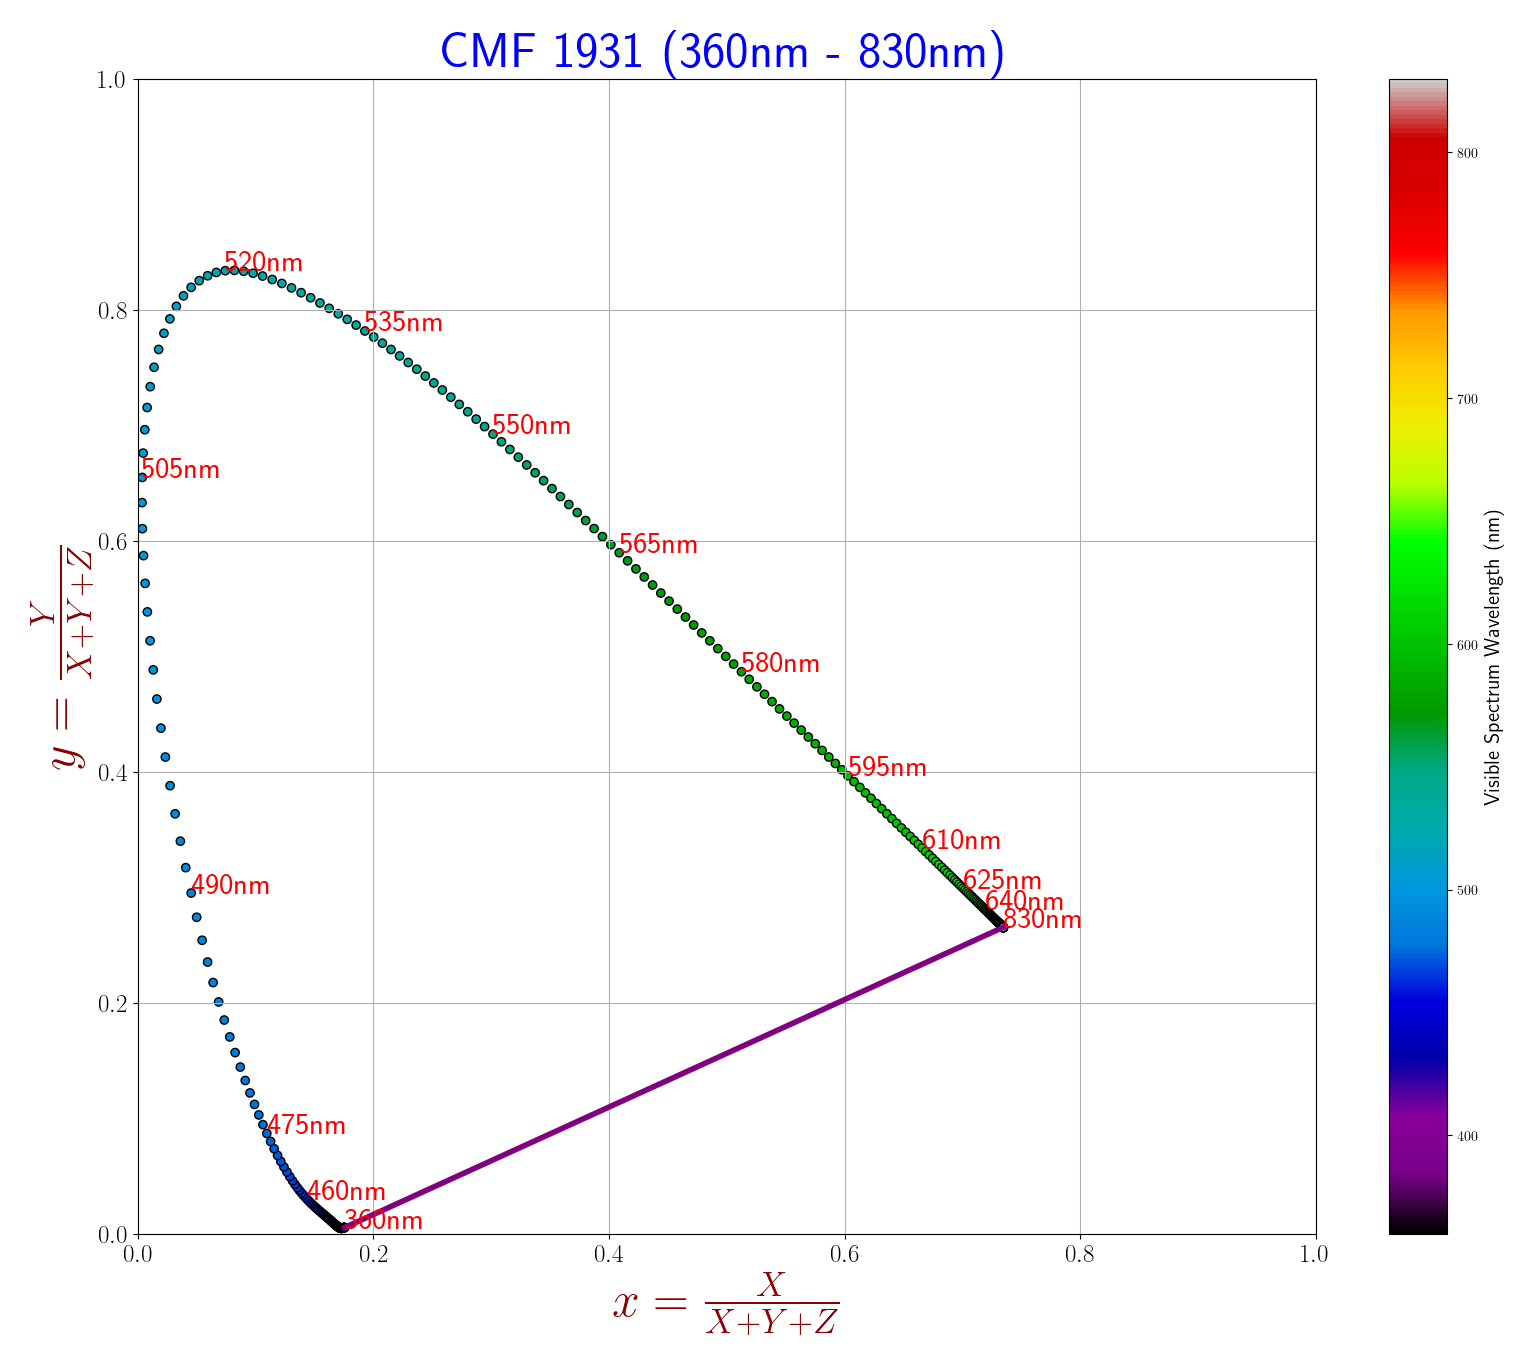 CMF 1931 (360nm - 830nm)
1.0
0.8
0.6
0.4
0.2
0.0
y = Y / X+Y+Z
520nm
535nm
550nm
505nm
565nm
580nm
595nm
610nm
625nm
640nm
830nm
490nm
475nm
460nm
360nm
0.0 0.2 0.4 0.6 0.8 1.0
x = X / X+Y+Z
800
700
600
500
400
Visible Spectrum Wavelength (nm)